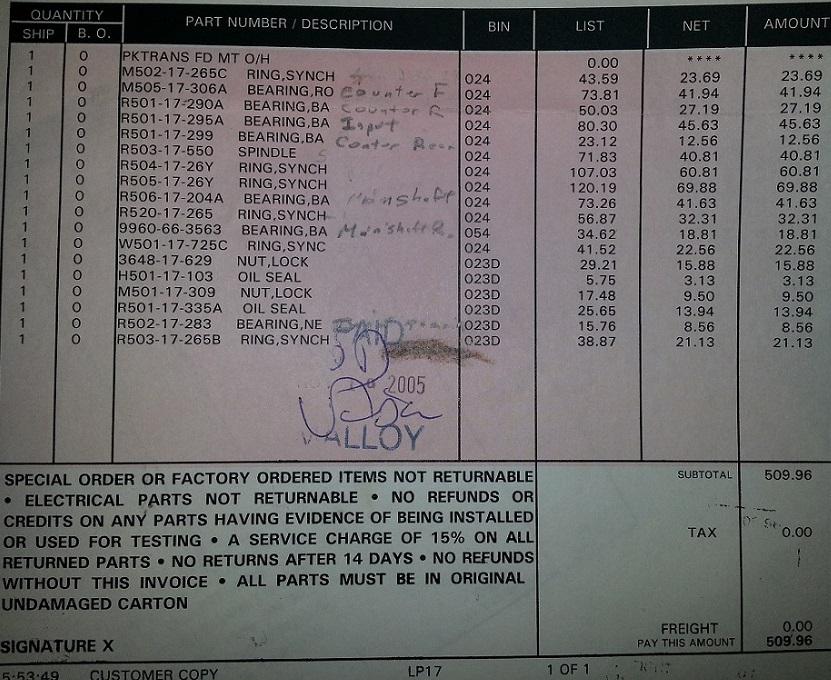 QUANTITY PART NUMBER / DESCRIPTION BIN LIST NET AMOUNT
SHIP B. O.
1 0 PKTRANS FD MT O/H 0.00 **** ****
1 0 M502-17-265C RING,SYNCH 024 43.59 23.69 23.69
1 0 M505-17-306A BEARING,RO Counter F 024 73.81 41.94 41.94
1 0 R501-17-290A BEARING,BA Countor R 024 50.03 27.19 27.19
1 0 R501-17-295A BEARING,BA Input 024 80.30 45.63 45.63
1 0 R501-17-299 BEARING,BA Conter Rear 024 23.12 12.56 12.56
1 0 R503-17-550 SPINDLE 024 71.83 40.81 40.81
1 0 R504-17-26Y RING,SYNCH 024 107.03 60.81 60.81
1 0 R505-17-26Y RING,SYNCH 024 120.19 69.88 69.88
1 0 R506-17-204A BEARING,BA Mainshaft 024 73.26 41.63 41.63
1 0 R520-17-265 RING,SYNCH 024 56.87 32.31 32.31
1 0 9960-66-3563 BEARING,BA Mainshaft R. 054 34.62 18.81 18.81
1 0 W501-17-725C RING,SYNC 024 41.52 22.56 22.56
1 0 3648-17-629 NUT,LOCK 023D 29.21 15.88 15.88
1 0 H501-17-103 OIL SEAL 023D 5.75 3.13 3.13
1 0 M501-17-309 NUT,LOCK 023D 17.48 9.50 9.50
1 0 R501-17-335A OIL SEAL 023D 25.65 13.94 13.94
1 0 R502-17-283 BEARING,NE 023D 15.76 8.56 8.56
1 0 R503-17-265B RING,SYNCH 023D 38.87 21.13 21.13
PAID
2005
VALLOY
SPECIAL ORDER OR FACTORY ORDERED ITEMS NOT RETURNABLE SUBTOTAL 509.96
• ELECTRICAL PARTS NOT RETURNABLE • NO REFUNDS OR
CREDITS ON ANY PARTS HAVING EVIDENCE OF BEING INSTALLED
OR USED FOR TESTING • A SERVICE CHARGE OF 15% ON ALL TAX 0.00
RETURNED PARTS • NO RETURNS AFTER 14 DAYS • NO REFUNDS
WITHOUT THIS INVOICE • ALL PARTS MUST BE IN ORIGINAL
UNDAMAGED CARTON
FREIGHT 0.00
SIGNATURE X PAY THIS AMOUNT 509.96
5:53:49 CUSTOMER COPY LP17 1 OF 1